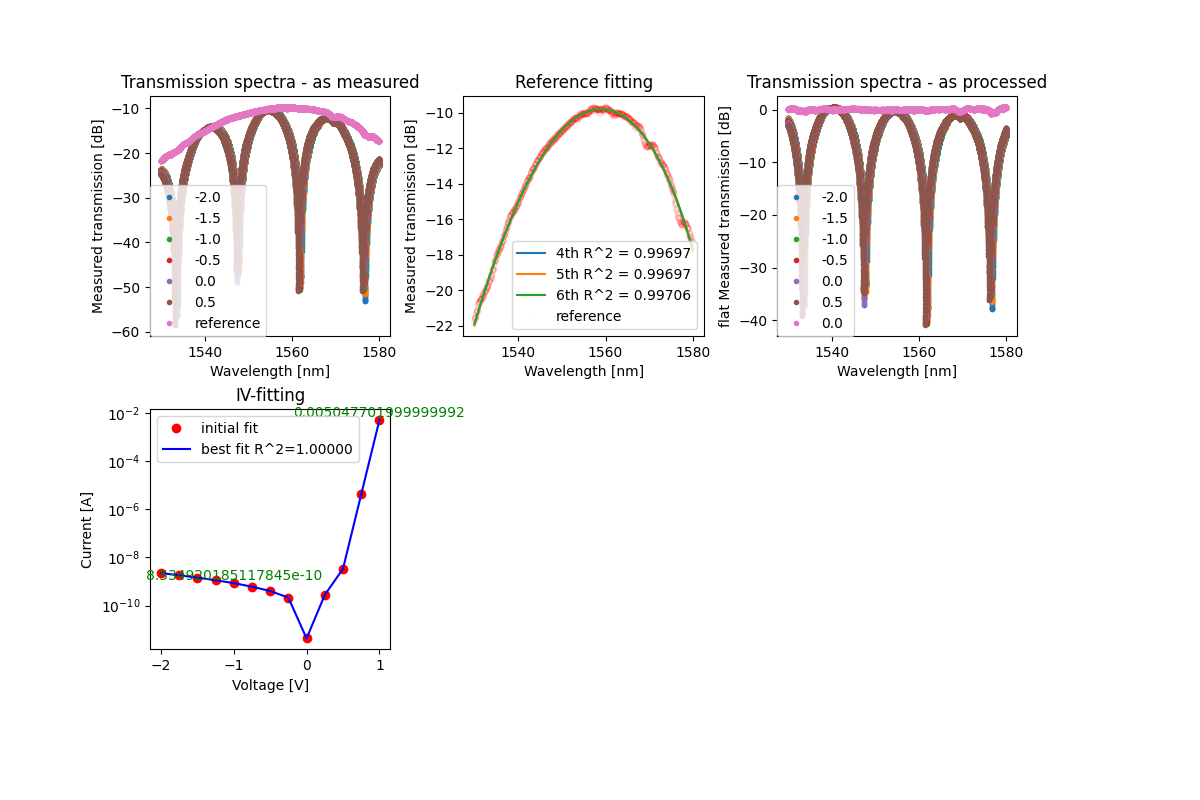 Transmission spectra - as measured
Measured transmission [dB]
−10
−20
−30
−40
−50
−60
-2.0
-1.5
-1.0
-0.5
0.0
0.5
reference
1540
1560
1580
Wavelength [nm]
Reference fitting
Measured transmission [dB]
−10
−12
−14
−16
−18
−20
−22
4th R^2 = 0.99697
5th R^2 = 0.99697
6th R^2 = 0.99706
reference
1540
1560
1580
Wavelength [nm]
Transmission spectra - as processed
flat Measured transmission [dB]
0
−10
−20
−30
−40
-2.0
-1.5
-1.0
-0.5
0.0
0.5
0.0
1540
1560
1580
Wavelength [nm]
IV-fitting
Current [A]
10^−2
10^−4
10^−6
10^−8
10^−10
0.005047701999999992
initial fit
best fit R^2=1.00000
−2
−1
0
1
Voltage [V]